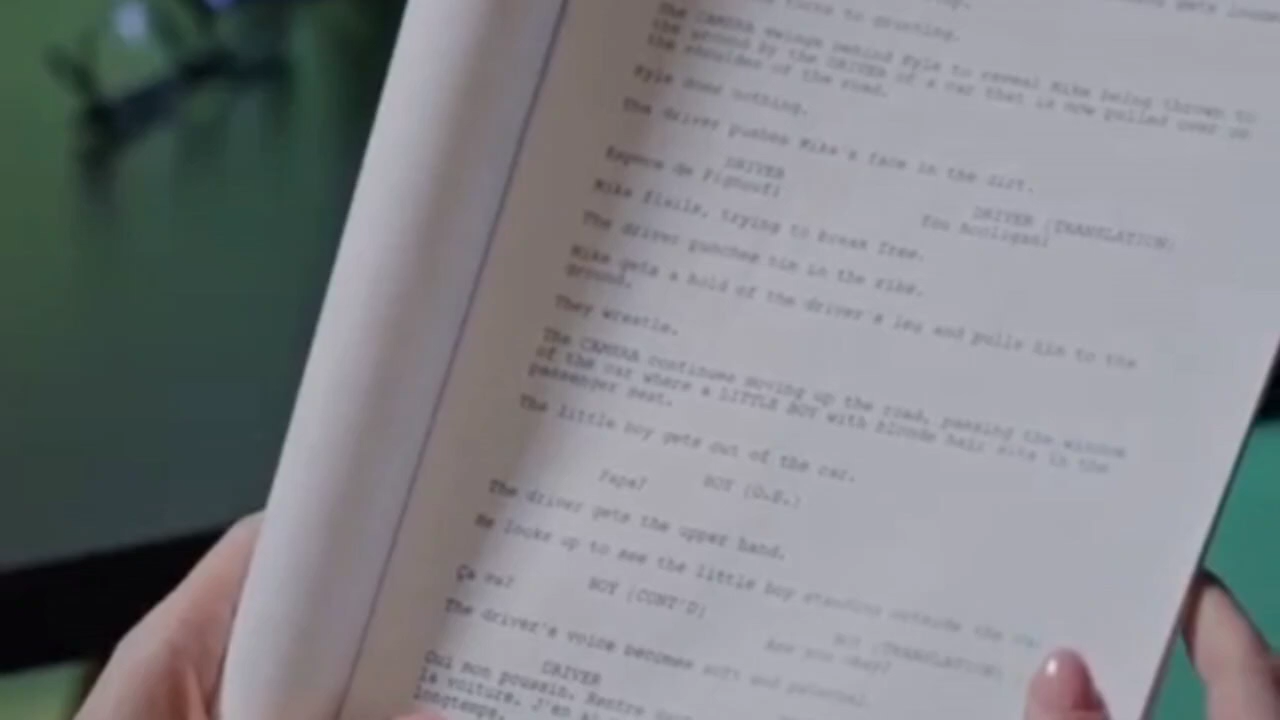 gets louder
turns to grunting.
The CAMERA swings behind Kyle to reveal Mike being thrown to
the ground by the DRIVER of a car that is now pulled over on
the shoulder of the road.
Kyle does nothing.
The driver pushes Mike's face in the dirt.
DRIVER
Espece de Pignouf!
DRIVER (TRANSLATION)
You hooligan!
Mike flails, trying to break free.
The driver punches him in the ribs.
Mike gets a hold of the driver's leg and pulls him to the
ground.
They wrestle.
The CAMERA continues moving up the road, passing the window
of the car where a LITTLE BOY with blonde hair sits in the
passenger seat.
The little boy gets out of the car.
BOY (O.S.)
Papa?
The driver gets the upper hand.
He looks up to see the little boy standing outside the car.
BOY (CONT'D)
Ça va?
BOY (TRANSLATION)
Are you okay?
The driver's voice becomes soft and paternal.
DRIVER
Oui mon poussin. Rentre dans
la voiture. J'en ai
longtemps.